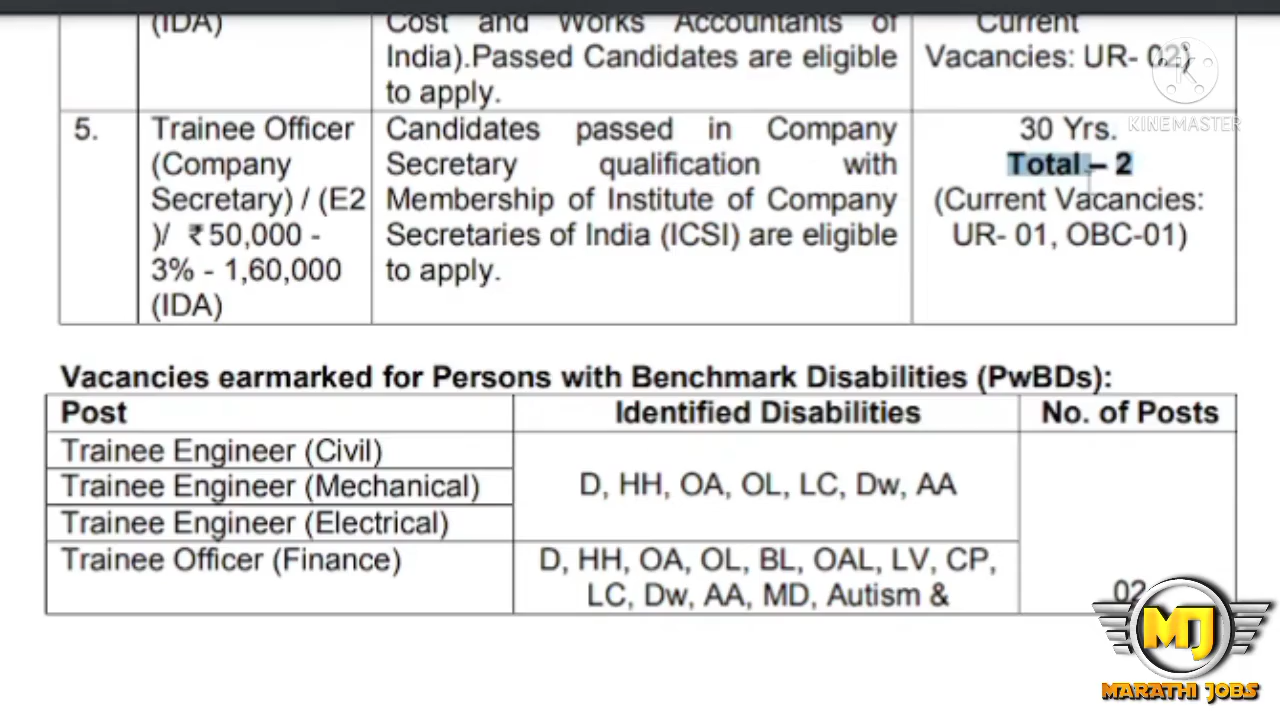 (IDA)
Cost and Works Accountants of
India).Passed Candidates are eligible
to apply.
Current
Vacancies: UR- 02)
5.
Trainee Officer
(Company
Secretary) / (E2
)/ ₹50,000 -
3% - 1,60,000
(IDA)
Candidates passed in Company
Secretary qualification with
Membership of Institute of Company
Secretaries of India (ICSI) are eligible
to apply.
30 Yrs.
Total – 2
(Current Vacancies:
UR- 01, OBC-01)
KINEMASTER
Vacancies earmarked for Persons with Benchmark Disabilities (PwBDs):
Post
Identified Disabilities
No. of Posts
Trainee Engineer (Civil)
Trainee Engineer (Mechanical)
Trainee Engineer (Electrical)
D, HH, OA, OL, LC, Dw, AA
Trainee Officer (Finance)
D, HH, OA, OL, BL, OAL, LV, CP,
LC, Dw, AA, MD, Autism &
02
MJ
MARATHI JOBS